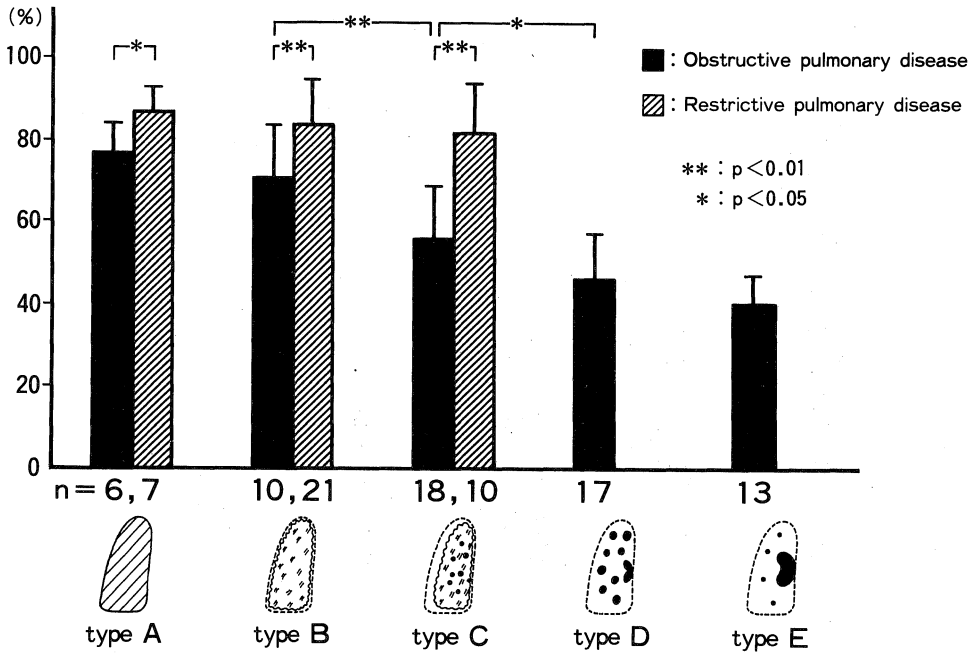 (%)
100
80
60
40
20
0
** *
* ** **
■: Obstructive pulmonary disease
▨: Restrictive pulmonary disease
**: p<0.01
*: p<0.05
n=6,7 10,21 18,10 17 13
type A type B type C type D type E